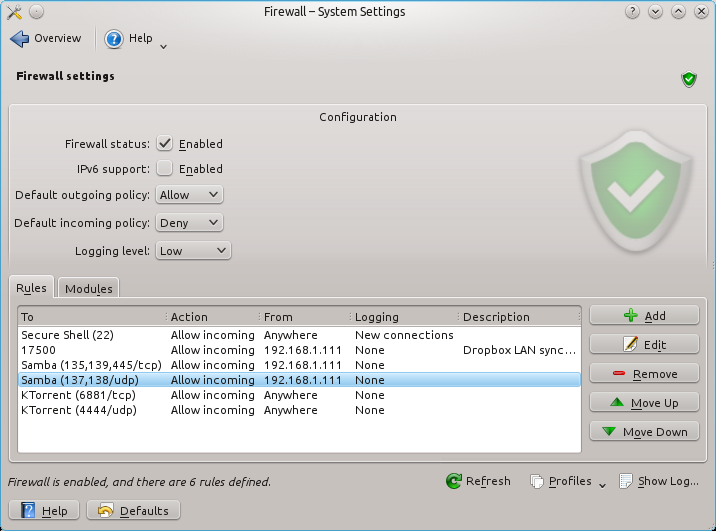 Firewall – System Settings
Overview Help
Firewall settings
Configuration
Firewall status: Enabled
IPv6 support: Enabled
Default outgoing policy: Allow
Default incoming policy: Deny
Logging level: Low
Rules Modules
To Action From Logging Description
Secure Shell (22) Allow incoming Anywhere New connections
17500 Allow incoming 192.168.1.111 None Dropbox LAN sync...
Samba (135,139,445/tcp) Allow incoming 192.168.1.111 None
Samba (137,138/udp) Allow incoming 192.168.1.111 None
KTorrent (6881/tcp) Allow incoming Anywhere None
KTorrent (4444/udp) Allow incoming Anywhere None
Add
Edit
Remove
Move Up
Move Down
Firewall is enabled, and there are 6 rules defined.
Refresh Profiles Show Log...
Help Defaults